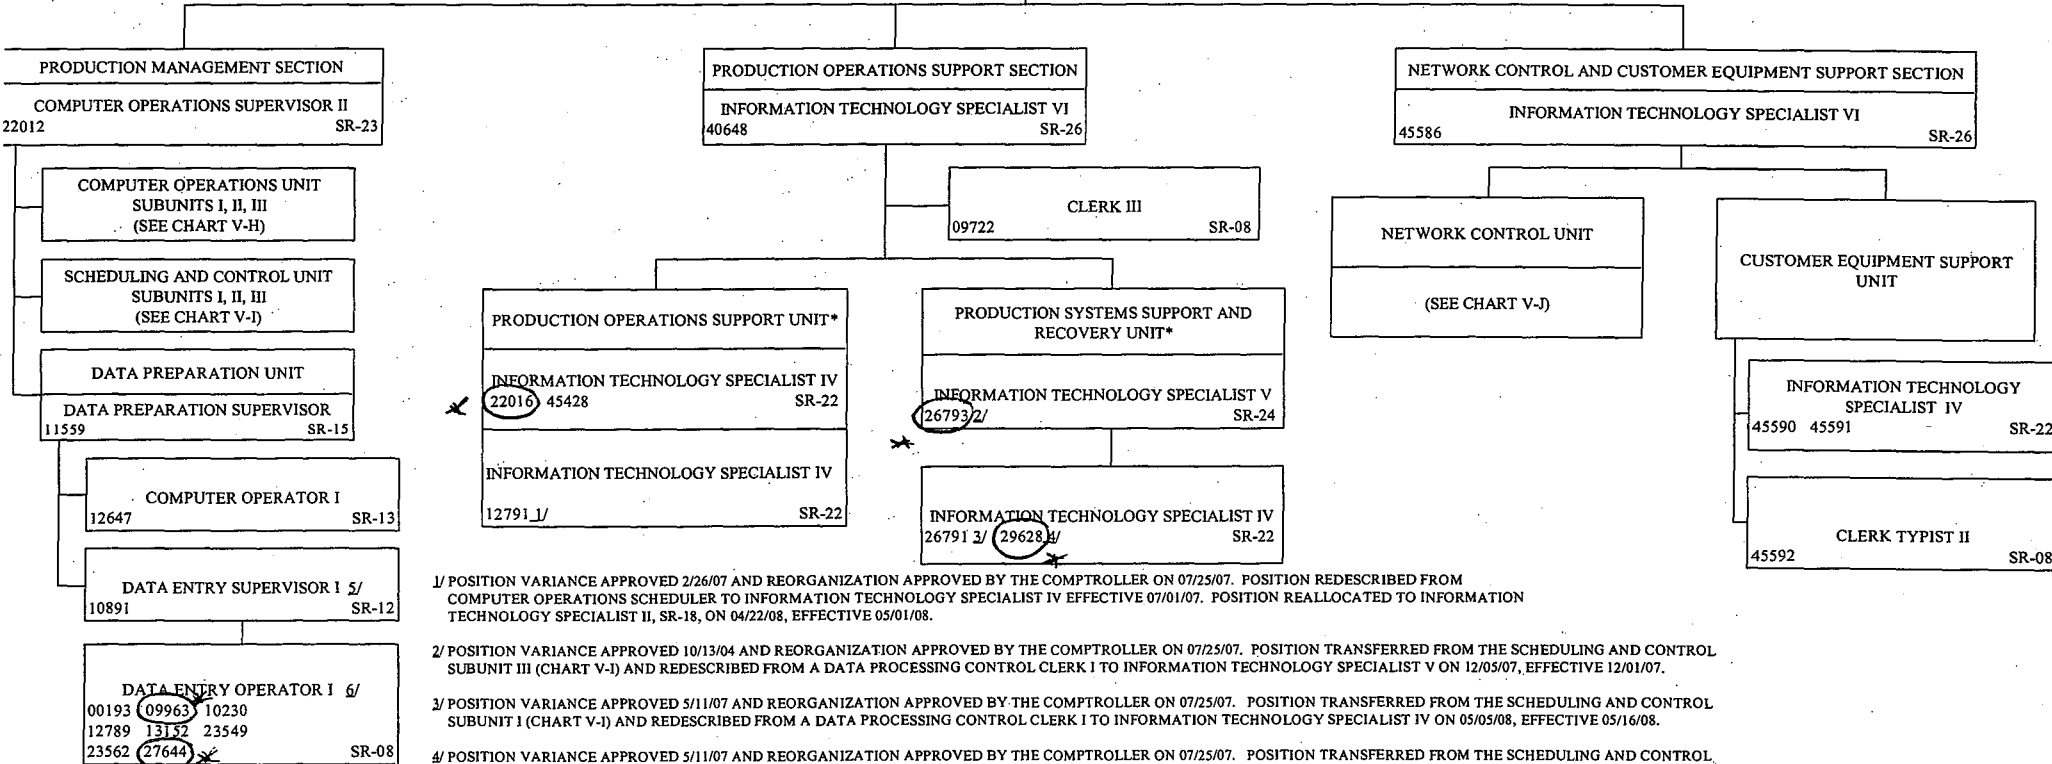 PRODUCTION MANAGEMENT SECTION
COMPUTER OPERATIONS SUPERVISOR II
22012 SR-23
COMPUTER OPERATIONS UNIT
SUBUNITS I, II, III
(SEE CHART V-H)
SCHEDULING AND CONTROL UNIT
SUBUNITS I, II, III
(SEE CHART V-I)
DATA PREPARATION UNIT
DATA PREPARATION SUPERVISOR
11559 SR-15
COMPUTER OPERATOR I
12647 SR-13
DATA ENTRY SUPERVISOR I 5/
10891 SR-12
DATA ENTRY OPERATOR I 6/
00193 09963 10230
12789 13152 23549
23562 27644 SR-08
PRODUCTION OPERATIONS SUPPORT SECTION
INFORMATION TECHNOLOGY SPECIALIST VI
40648 SR-26
CLERK III
09722 SR-08
PRODUCTION OPERATIONS SUPPORT UNIT*
INFORMATION TECHNOLOGY SPECIALIST IV
22016 45428 SR-22
INFORMATION TECHNOLOGY SPECIALIST IV
12791 1/ SR-22
PRODUCTION SYSTEMS SUPPORT AND
RECOVERY UNIT*
INFORMATION TECHNOLOGY SPECIALIST V
26793 2/ SR-24
INFORMATION TECHNOLOGY SPECIALIST IV
26791 3/ 29628 4/ SR-22
NETWORK CONTROL AND CUSTOMER EQUIPMENT SUPPORT SECTION
INFORMATION TECHNOLOGY SPECIALIST VI
45586 SR-26
NETWORK CONTROL UNIT
(SEE CHART V-J)
CUSTOMER EQUIPMENT SUPPORT
UNIT
INFORMATION TECHNOLOGY
SPECIALIST IV
45590 45591 SR-22
CLERK TYPIST II
45592 SR-08
1/ POSITION VARIANCE APPROVED 2/26/07 AND REORGANIZATION APPROVED BY THE COMPTROLLER ON 07/25/07. POSITION REDESCRIBED FROM
COMPUTER OPERATIONS SCHEDULER TO INFORMATION TECHNOLOGY SPECIALIST IV EFFECTIVE 07/01/07. POSITION REALLOCATED TO INFORMATION
TECHNOLOGY SPECIALIST II, SR-18, ON 04/22/08, EFFECTIVE 05/01/08.
2/ POSITION VARIANCE APPROVED 10/13/04 AND REORGANIZATION APPROVED BY THE COMPTROLLER ON 07/25/07. POSITION TRANSFERRED FROM THE SCHEDULING AND CONTROL
SUBUNIT III (CHART V-I) AND REDESCRIBED FROM A DATA PROCESSING CONTROL CLERK I TO INFORMATION TECHNOLOGY SPECIALIST V ON 12/05/07, EFFECTIVE 12/01/07.
3/ POSITION VARIANCE APPROVED 5/11/07 AND REORGANIZATION APPROVED BY THE COMPTROLLER ON 07/25/07. POSITION TRANSFERRED FROM THE SCHEDULING AND CONTROL
SUBUNIT I (CHART V-I) AND REDESCRIBED FROM A DATA PROCESSING CONTROL CLERK I TO INFORMATION TECHNOLOGY SPECIALIST IV ON 05/05/08, EFFECTIVE 05/16/08.
4/ POSITION VARIANCE APPROVED 5/11/07 AND REORGANIZATION APPROVED BY THE COMPTROLLER ON 07/25/07. POSITION TRANSFERRED FROM THE SCHEDULING AND CONTROL